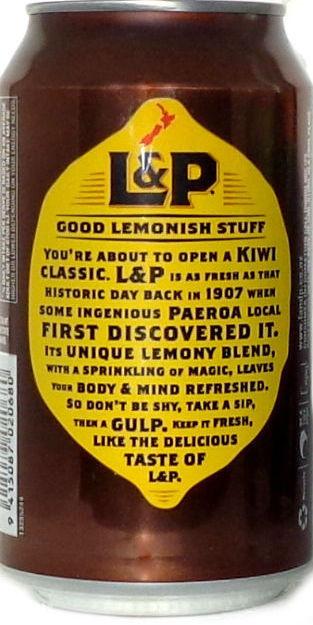 L&P
GOOD LEMONISH STUFF
YOU'RE ABOUT TO OPEN A KIWI
CLASSIC. L&P IS AS FRESH AS THAT
HISTORIC DAY BACK IN 1907 WHEN
SOME INGENIOUS PAEROA LOCAL
FIRST DISCOVERED IT.
ITS UNIQUE LEMONY BLEND,
WITH A SPRINKLING OF MAGIC, LEAVES
YOUR BODY & MIND REFRESHED.
SO DON'T BE SHY, TAKE A SIP,
THEN A GULP. KEEP IT FRESH,
LIKE THE DELICIOUS
TASTE OF
L&P.
9 415087 020680